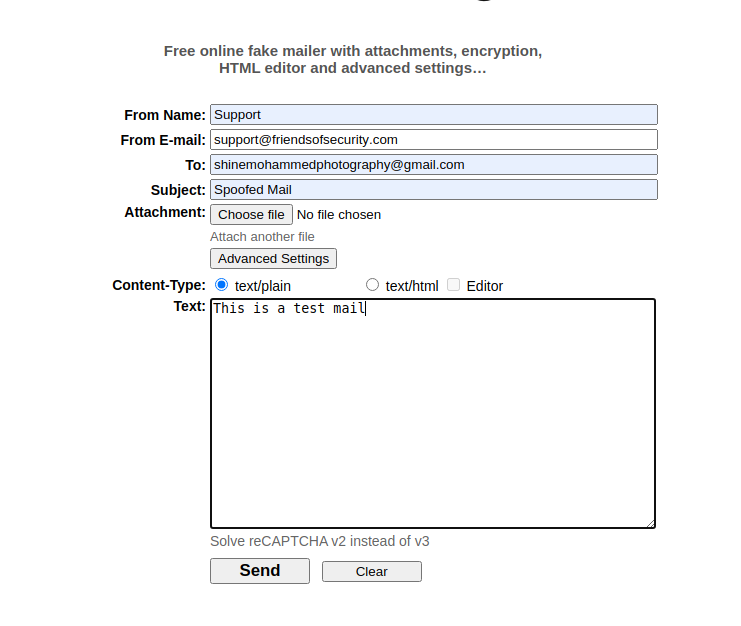 Free online fake mailer with attachments, encryption,
HTML editor and advanced settings…
From Name: Support
From E-mail: support@friendsofsecurity.com
To: shinemohammedphotography@gmail.com
Subject: Spoofed Mail
Attachment: Choose file No file chosen
Attach another file
Advanced Settings
Content-Type: text/plain text/html Editor
Text: This is a test mail
Solve reCAPTCHA v2 instead of v3
Send Clear